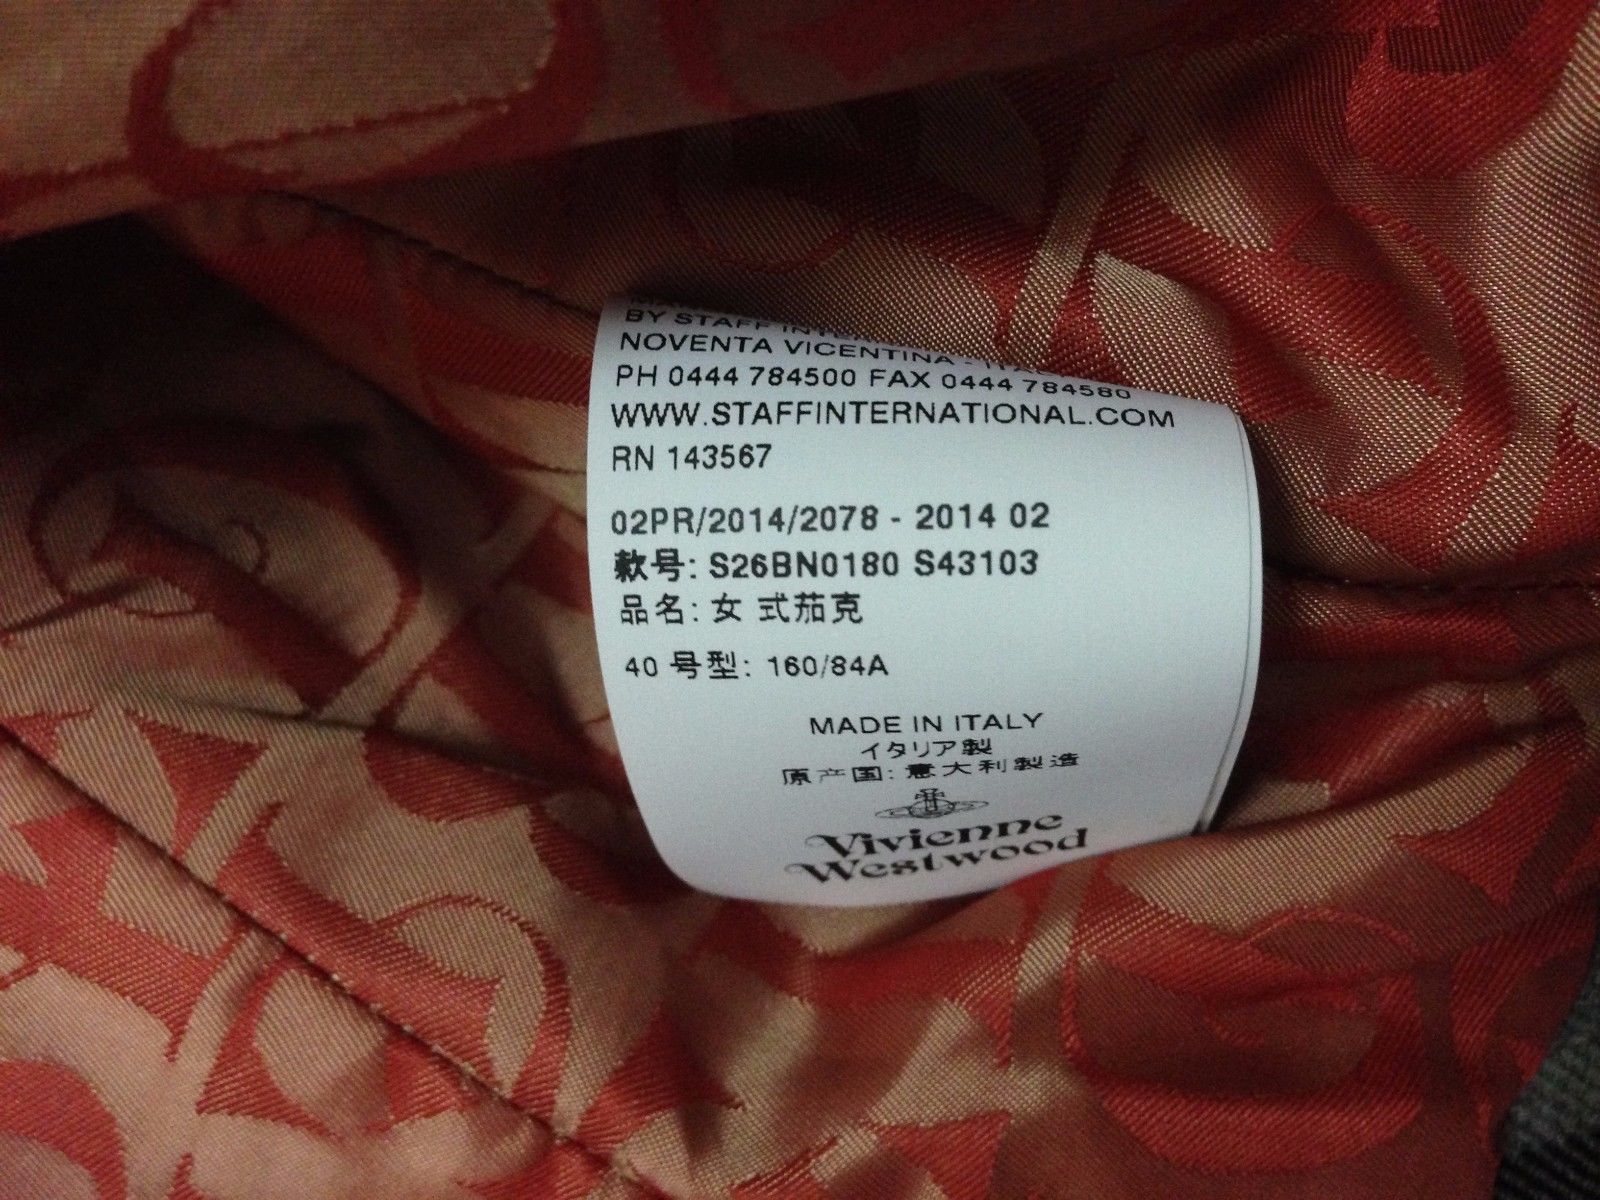 BY STAFF
NOVENTA VICENTINA -
PH 0444 784500 FAX 0444 784580
WWW.STAFFINTERNATIONAL.COM
RN 143567
02PR/2014/2078 - 2014 02
款号: S26BN0180 S43103
品名: 女 式茄克
40 号型: 160/84A
MADE IN ITALY
イタリア製
原产国: 意大利製造
Vivienne
Westwood